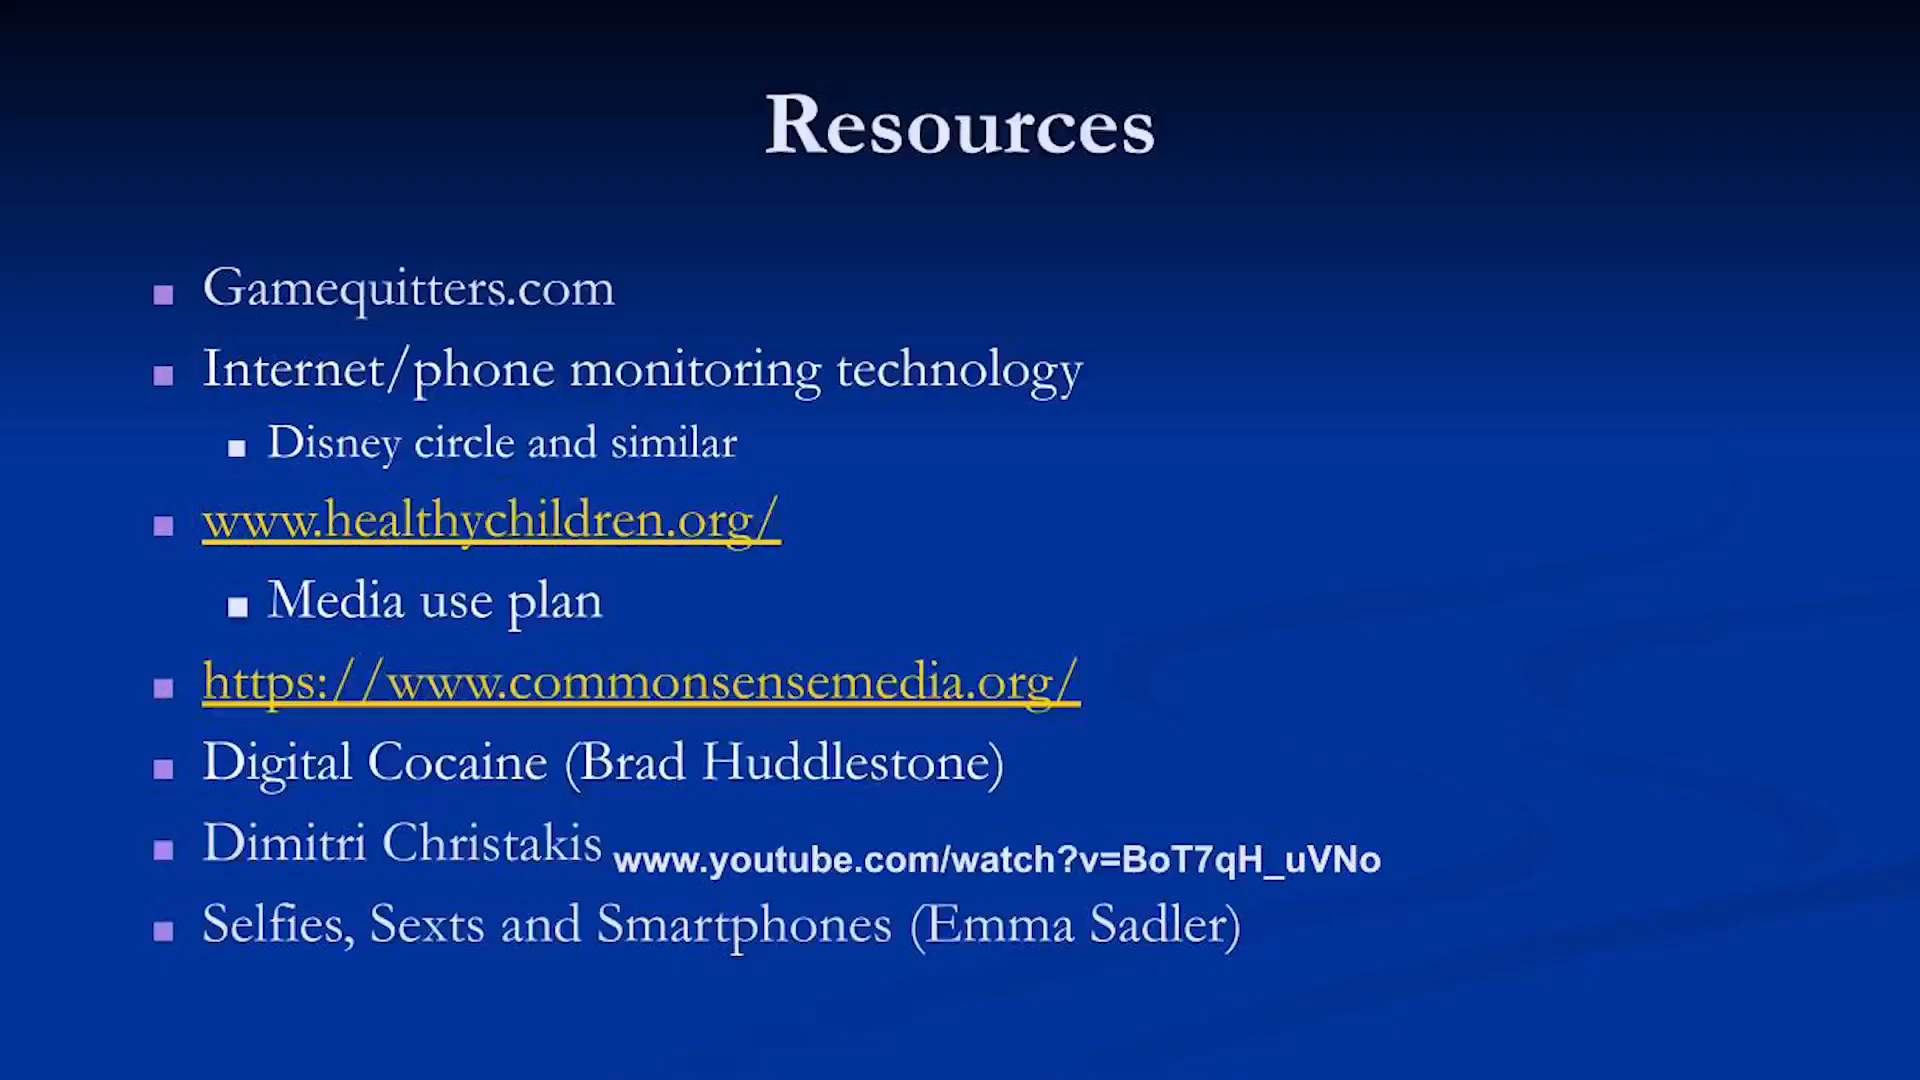 Resources
Gamequitters.com
Internet/phone monitoring technology
Disney circle and similar
www.healthychildren.org/
Media use plan
https://www.commonsensemedia.org/
Digital Cocaine (Brad Huddlestone)
Dimitri Christakis www.youtube.com/watch?v=BoT7qH_uVNo
Selfies, Sexts and Smartphones (Emma Sadler)